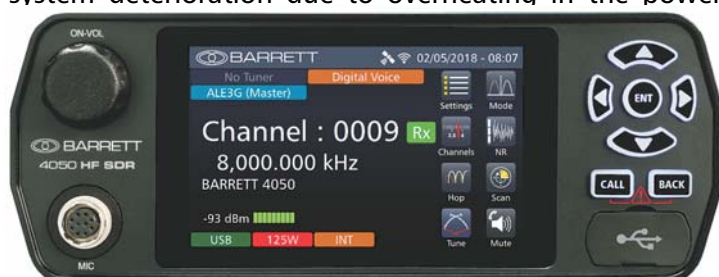 system deterioration due to overheating in the power
ON-VOL
BARRETT
02/05/2018 - 08:07
No Tuner
Digital Voice
ALE3G (Master)
Settings
Mode
Channel : 0009
Rx
8,000.000 kHz
BARRETT 4050
Channels
NR
Hop
Scan
-93 dBm
USB
125W
INT
Tune
Mute
BARRETT
4050 HF SDR
MIC
ENT
CALL
BACK